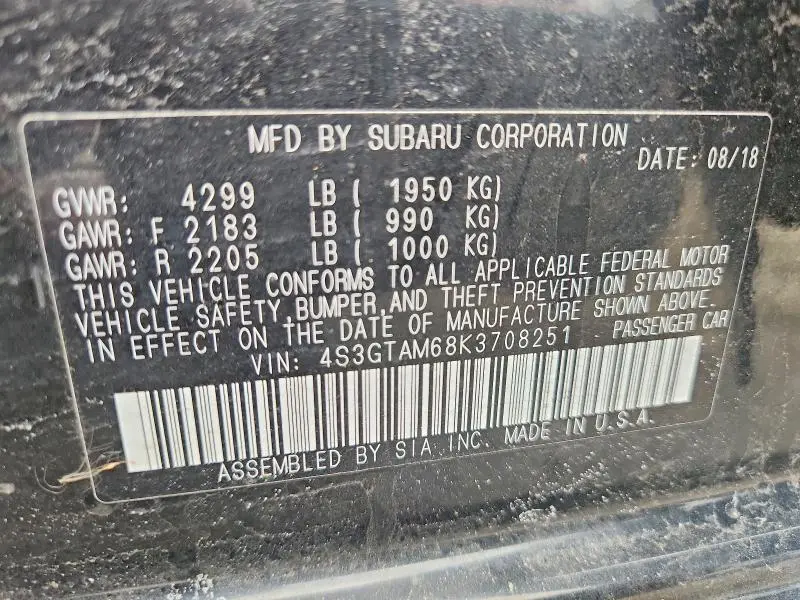 MFD BY SUBARU CORPORATION
DATE: 08/18
GVWR: 4299 LB ( 1950 KG)
GAWR: F 2183 LB ( 990 KG)
GAWR: R 2205 LB ( 1000 KG)
THIS VEHICLE CONFORMS TO ALL APPLICABLE FEDERAL MOTOR
VEHICLE SAFETY, BUMPER, AND THEFT PREVENTION STANDARDS
IN EFFECT ON THE DATE OF MANUFACTURE SHOWN ABOVE.
VIN: 4S3GTAM68K3708251 PASSENGER CAR
ASSEMBLED BY SIA, INC. MADE IN U.S.A.